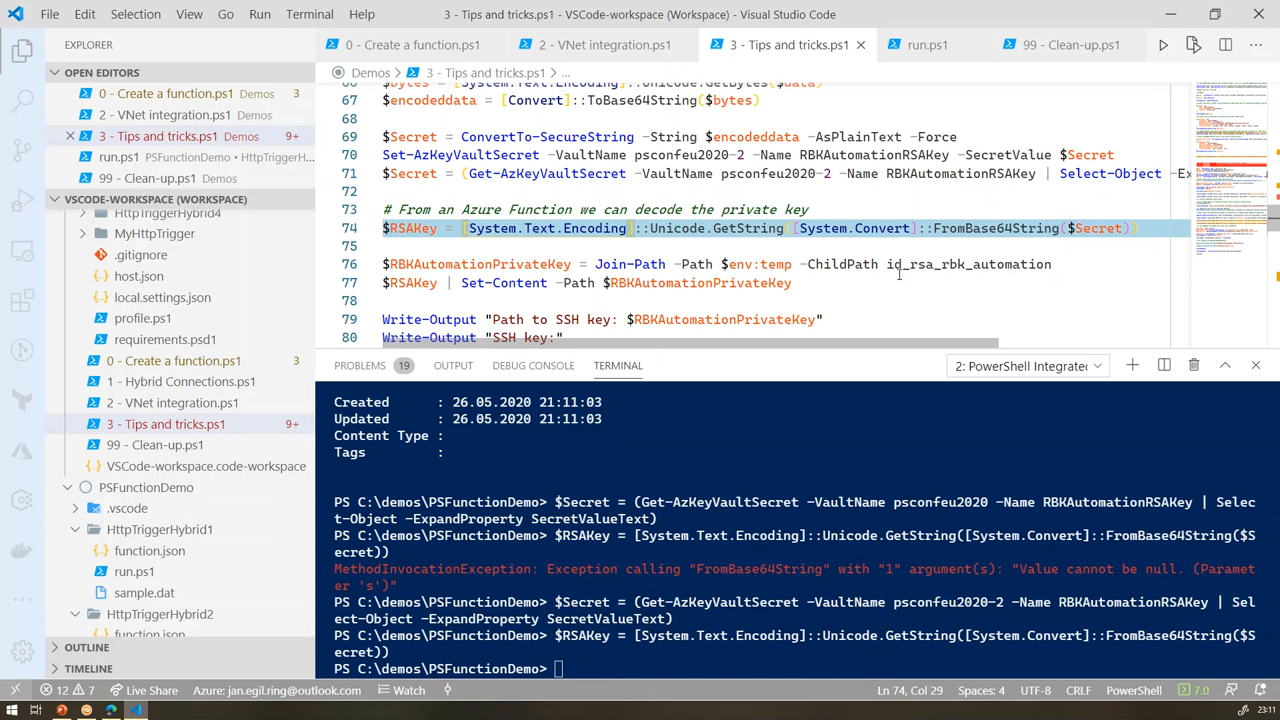 File Edit Selection View Go Run Terminal Help
3 - Tips and tricks.ps1 - VSCode-workspace (Workspace) - Visual Studio Code
EXPLORER
OPEN EDITORS
0 - Create a function.ps1 Demos 3
2 - VNet integration.ps1 Demos
3 - Tips and tricks.ps1 Demos 9+
run.ps1 PSFunctionDemo • HttpTriggerH...
99 - Clean-up.ps1 Demos
VSCODE-WORKSPACE (WORKSPACE)
HttpTriggerHybrid4
MyHttpTrigger
.gitignore
host.json
local.settings.json
profile.ps1
requirements.psd1
0 - Create a function.ps1 3
1 - Hybrid Connections.ps1
2 - VNet integration.ps1
3 - Tips and tricks.ps1 9+
99 - Clean-up.ps1
VSCode-workspace.code-workspace
PSFunctionDemo
.vscode
HttpTriggerHybrid1
function.json
run.ps1
sample.dat
HttpTriggerHybrid2
function.json
OUTLINE
TIMELINE
0 - Create a function.ps1
2 - VNet integration.ps1
3 - Tips and tricks.ps1
run.ps1
99 - Clean-up.ps1
Demos > 3 - Tips and tricks.ps1 > ...
66 $bytes = [System.Text.Encoding]::Unicode.GetBytes($data)
67 $encodeddata = [Convert]::ToBase64String($bytes)
68
69 $Secret = ConvertTo-SecureString -String $encodeddata -AsPlainText
70 Set-AzKeyVaultSecret -VaultName psconfeu2020-2 -Name RBKAutomationRSAKey -SecretValue $Secret
71 $Secret = (Get-AzKeyVaultSecret -VaultName psconfeu2020-2 -Name RBKAutomationRSAKey | Select-Object -Ex
74 $RSAKey = [System.Text.Encoding]::Unicode.GetString([System.Convert]::FromBase64String($Secret))
75
76 $RBKAutomationPrivateKey = Join-Path -Path $env:temp -ChildPath id_rsa_rbk_automation
77 $RSAKey | Set-Content -Path $RBKAutomationPrivateKey
78
79 Write-Output "Path to SSH key: $RBKAutomationPrivateKey"
80 Write-Output "SSH key:"
PROBLEMS 19 OUTPUT DEBUG CONSOLE TERMINAL
2: PowerShell Integrated
Created : 26.05.2020 21:11:03
Updated : 26.05.2020 21:11:03
Content Type :
Tags :
PS C:\demos\PSFunctionDemo> $Secret = (Get-AzKeyVaultSecret -VaultName psconfeu2020 -Name RBKAutomationRSAKey | Selec
t-Object -ExpandProperty SecretValueText)
PS C:\demos\PSFunctionDemo> $RSAKey = [System.Text.Encoding]::Unicode.GetString([System.Convert]::FromBase64String($S
ecret))
MethodInvocationException: Exception calling "FromBase64String" with "1" argument(s): "Value cannot be null. (Paramet
er 's')"
PS C:\demos\PSFunctionDemo> $Secret = (Get-AzKeyVaultSecret -VaultName psconfeu2020-2 -Name RBKAutomationRSAKey | Sel
ect-Object -ExpandProperty SecretValueText)
PS C:\demos\PSFunctionDemo> $RSAKey = [System.Text.Encoding]::Unicode.GetString([System.Convert]::FromBase64String($S
ecret))
PS C:\demos\PSFunctionDemo>
12 7 Live Share Azure: jan.egil.ring@outlook.com Watch
Ln 74, Col 29 Spaces: 4 UTF-8 CRLF PowerShell 7.0
23:11